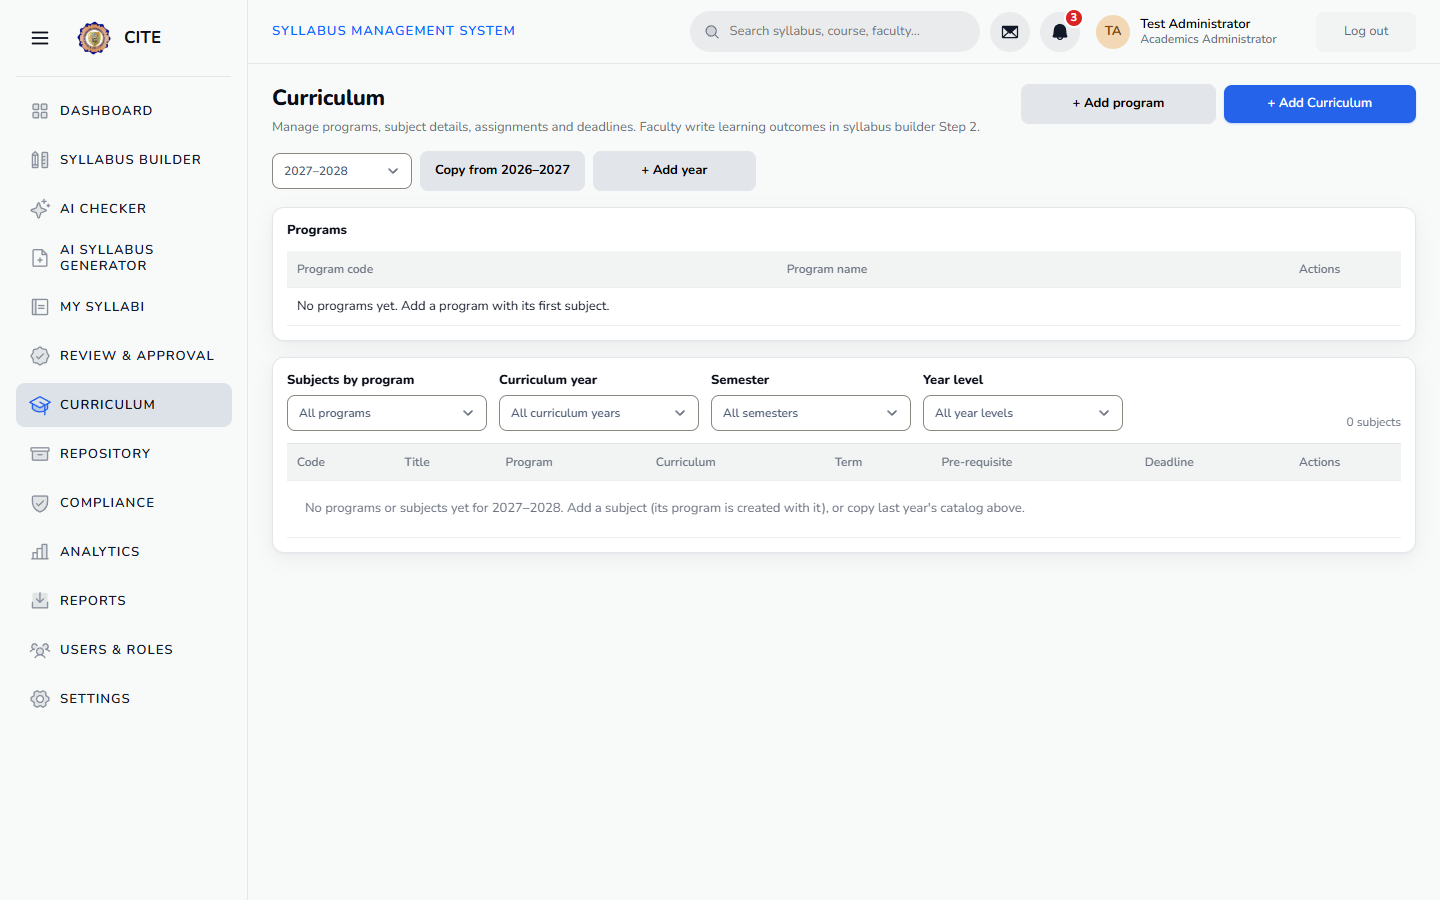 CITE
SYLLABUS MANAGEMENT SYSTEM
Search syllabus, course, faculty...
3
TA
Test Administrator
Academics Administrator
Log out
DASHBOARD
SYLLABUS BUILDER
AI CHECKER
AI SYLLABUS
GENERATOR
MY SYLLABI
REVIEW & APPROVAL
CURRICULUM
REPOSITORY
COMPLIANCE
ANALYTICS
REPORTS
USERS & ROLES
SETTINGS
Curriculum
Manage programs, subject details, assignments and deadlines. Faculty write learning outcomes in syllabus builder Step 2.
+ Add program
+ Add Curriculum
2027–2028
Copy from 2026–2027
+ Add year
Programs
Program code Program name Actions
No programs yet. Add a program with its first subject.
Subjects by program Curriculum year Semester Year level
All programs All curriculum years All semesters All year levels
0 subjects
Code Title Program Curriculum Term Pre-requisite Deadline Actions
No programs or subjects yet for 2027–2028. Add a subject (its program is created with it), or copy last year's catalog above.